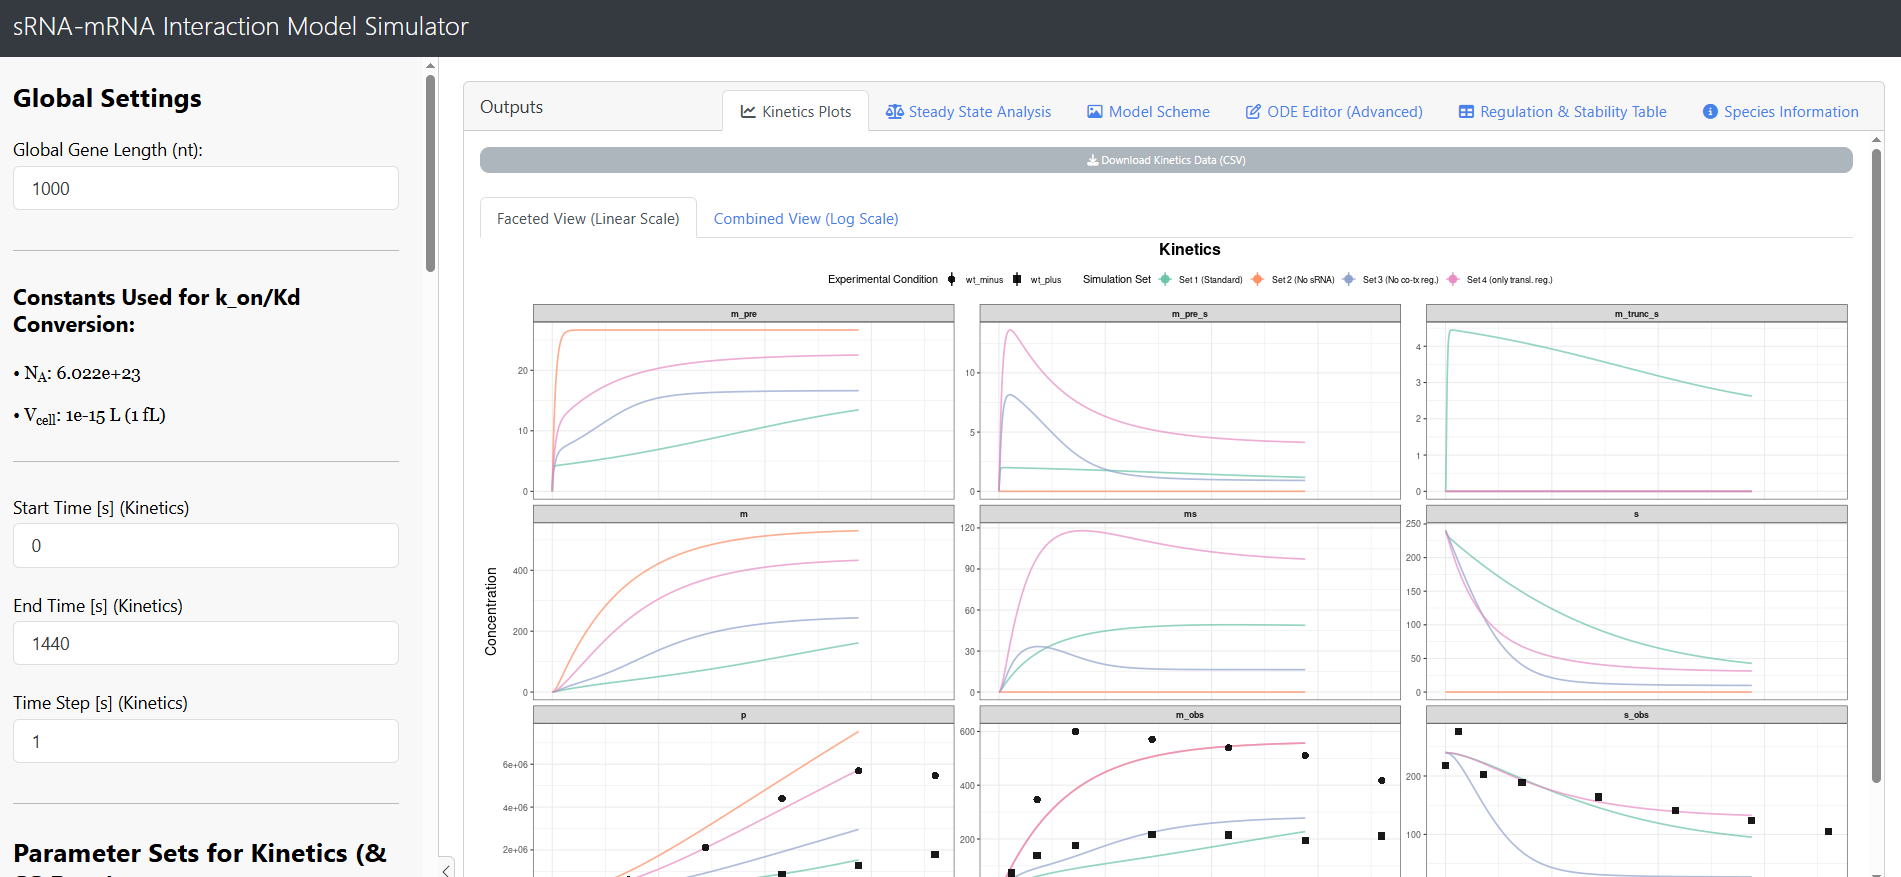 sRNA-mRNA Interaction Model Simulator
Global Settings
Global Gene Length (nt):
1000
Constants Used for k_on/Kd
Conversion:
• NA: 6.022e+23
• Vcell: 1e-15 L (1 fL)
Start Time [s] (Kinetics)
0
End Time [s] (Kinetics)
1440
Time Step [s] (Kinetics)
1
Parameter Sets for Kinetics (&
Outputs
Kinetics Plots
Steady State Analysis
Model Scheme
ODE Editor (Advanced)
Regulation & Stability Table
Species Information
Download Kinetics Data (CSV)
Faceted View (Linear Scale)
Combined View (Log Scale)
Kinetics
Experimental Condition wt_minus wt_plus Simulation Set Set 1 (Standard) Set 2 (No sRNA) Set 3 (No co-tx reg.) Set 4 (only transl. reg.)
m_pre
20
10
0
m_pre_s
10
5
0
m_trunc_s
4
3
2
1
0
Concentration
m
400
200
0
ms
120
90
60
30
0
s
250
200
150
100
50
0
p
6e+06
4e+06
2e+06
m_obs
600
400
200
s_obs
200
100